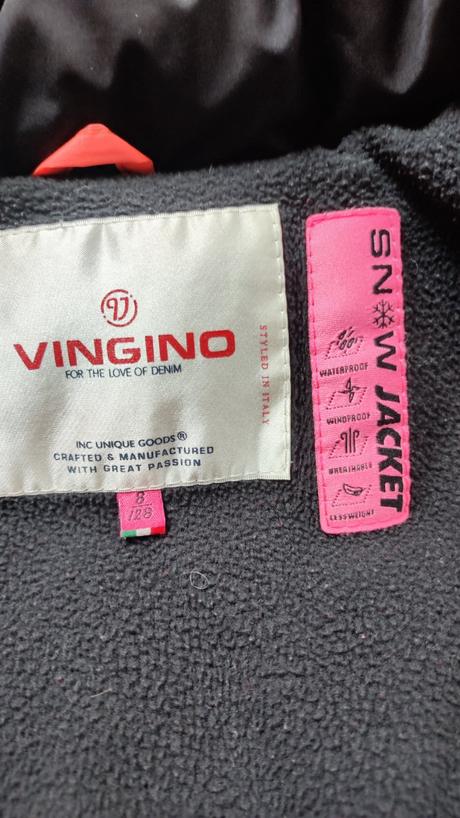 VINGINO
FOR THE LOVE OF DENIM
STYLED IN ITALY
INC UNIQUE GOODS®
CRAFTED & MANUFACTURED
WITH GREAT PASSION
8
128
SNOW JACKET
WATERPROOF
WINDPROOF
BREATHABLE
LESSWEIGHT